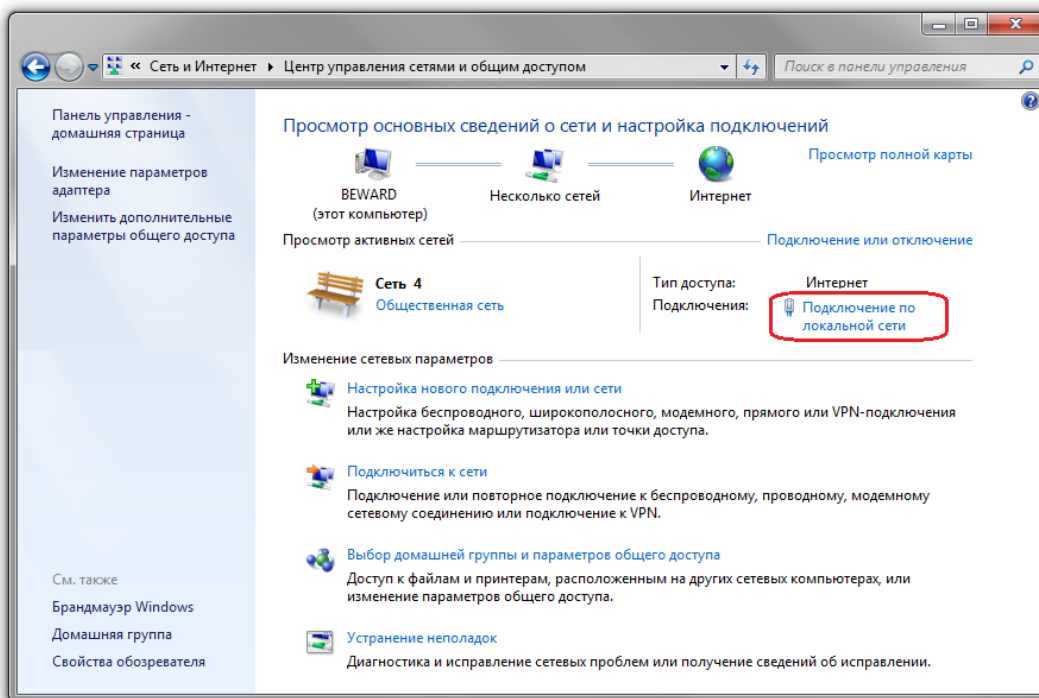 « Сеть и Интернет ▸ Центр управления сетями и общим доступом
Поиск в панели управления
Панель управления -
домашняя страница
Изменение параметров
адаптера
Изменить дополнительные
параметры общего доступа
См. также
Брандмауэр Windows
Домашняя группа
Свойства обозревателя
Просмотр основных сведений о сети и настройка подключений
Просмотр полной карты
BEWARD
(этот компьютер)
Несколько сетей
Интернет
Просмотр активных сетей
Подключение или отключение
Сеть 4
Общественная сеть
Тип доступа: Интернет
Подключения: Подключение по
локальной сети
Изменение сетевых параметров
Настройка нового подключения или сети
Настройка беспроводного, широкополосного, модемного, прямого или VPN-подключения
или же настройка маршрутизатора или точки доступа.
Подключиться к сети
Подключение или повторное подключение к беспроводному, проводному, модемному
сетевому соединению или подключение к VPN.
Выбор домашней группы и параметров общего доступа
Доступ к файлам и принтерам, расположенным на других сетевых компьютерах, или
изменение параметров общего доступа.
Устранение неполадок
Диагностика и исправление сетевых проблем или получение сведений об исправлении.